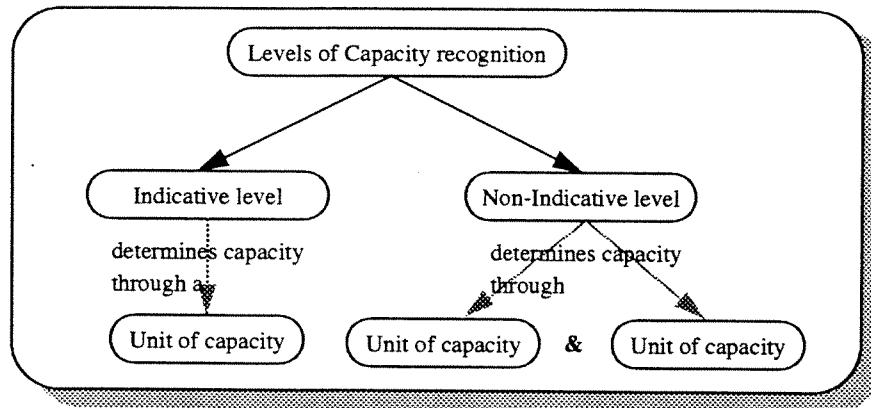 Levels of Capacity recognition
Indicative level
Non-Indicative level
determines capacity
through a
determines capacity
through
Unit of capacity
Unit of capacity
&
Unit of capacity